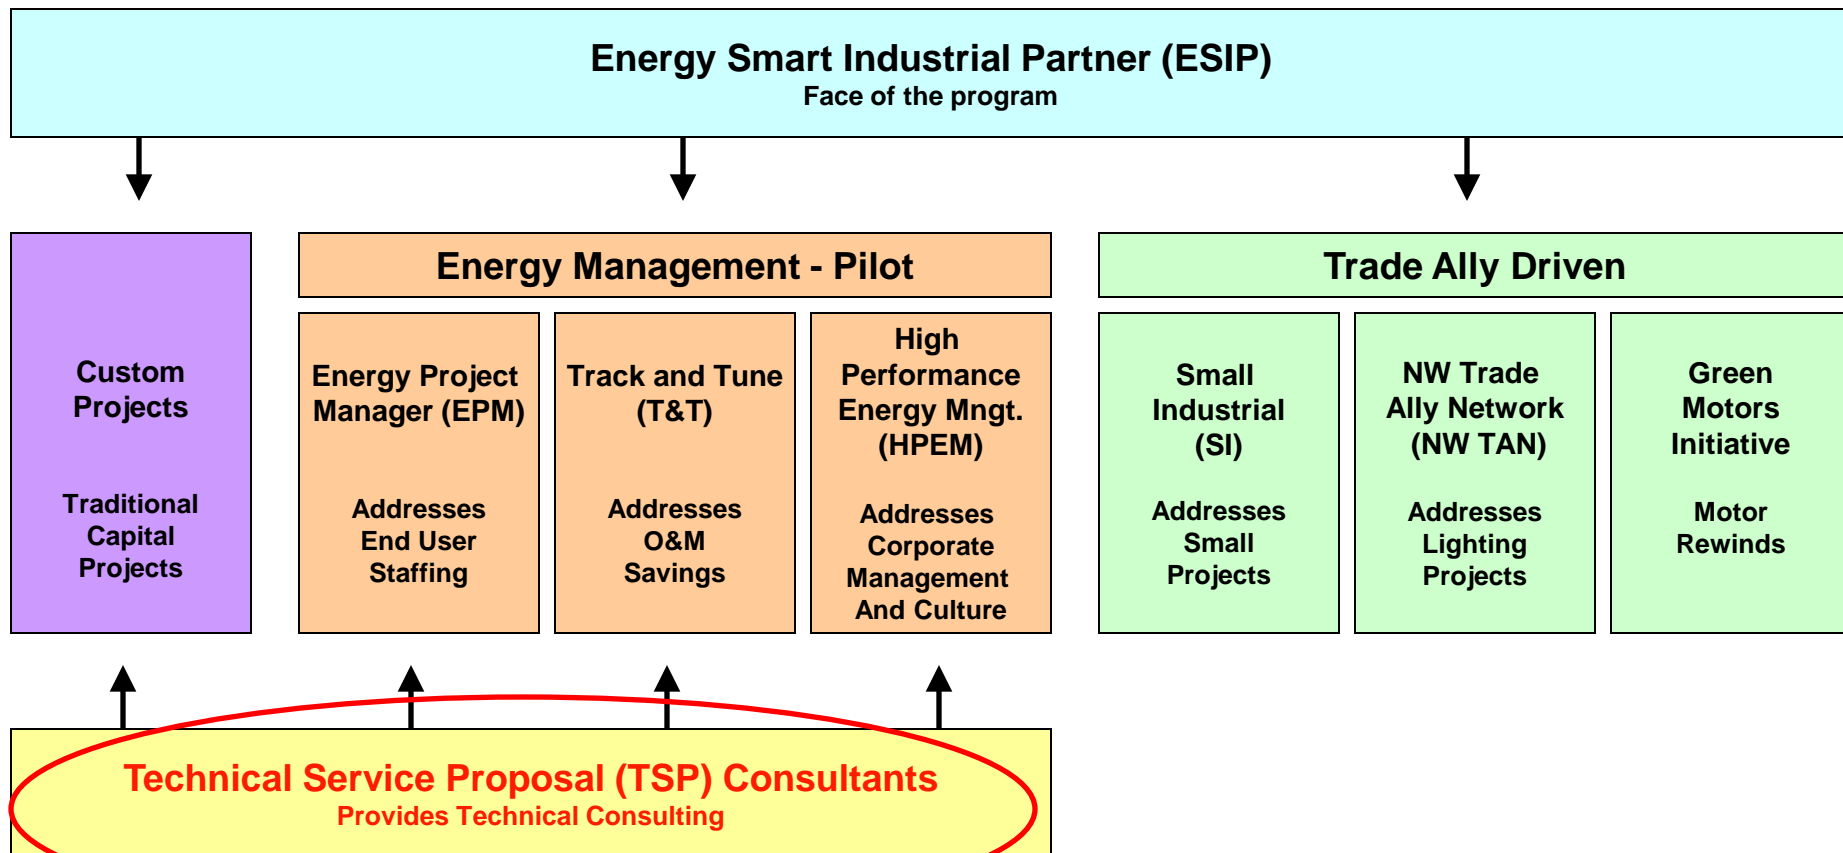 Energy Smart Industrial Partner (ESIP)
Face of the program
Custom
Projects
Traditional
Capital
Projects
Energy Management - Pilot
Energy Project
Manager (EPM)
Addresses
End User
Staffing
Track and Tune
(T&T)
Addresses
O&M
Savings
High
Performance
Energy Mngt.
(HPEM)
Addresses
Corporate
Management
And Culture
Trade Ally Driven
Small
Industrial
(SI)
Addresses
Small
Projects
NW Trade
Ally Network
(NW TAN)
Addresses
Lighting
Projects
Green
Motors
Initiative
Motor
Rewinds
Technical Service Proposal (TSP) Consultants
Provides Technical Consulting